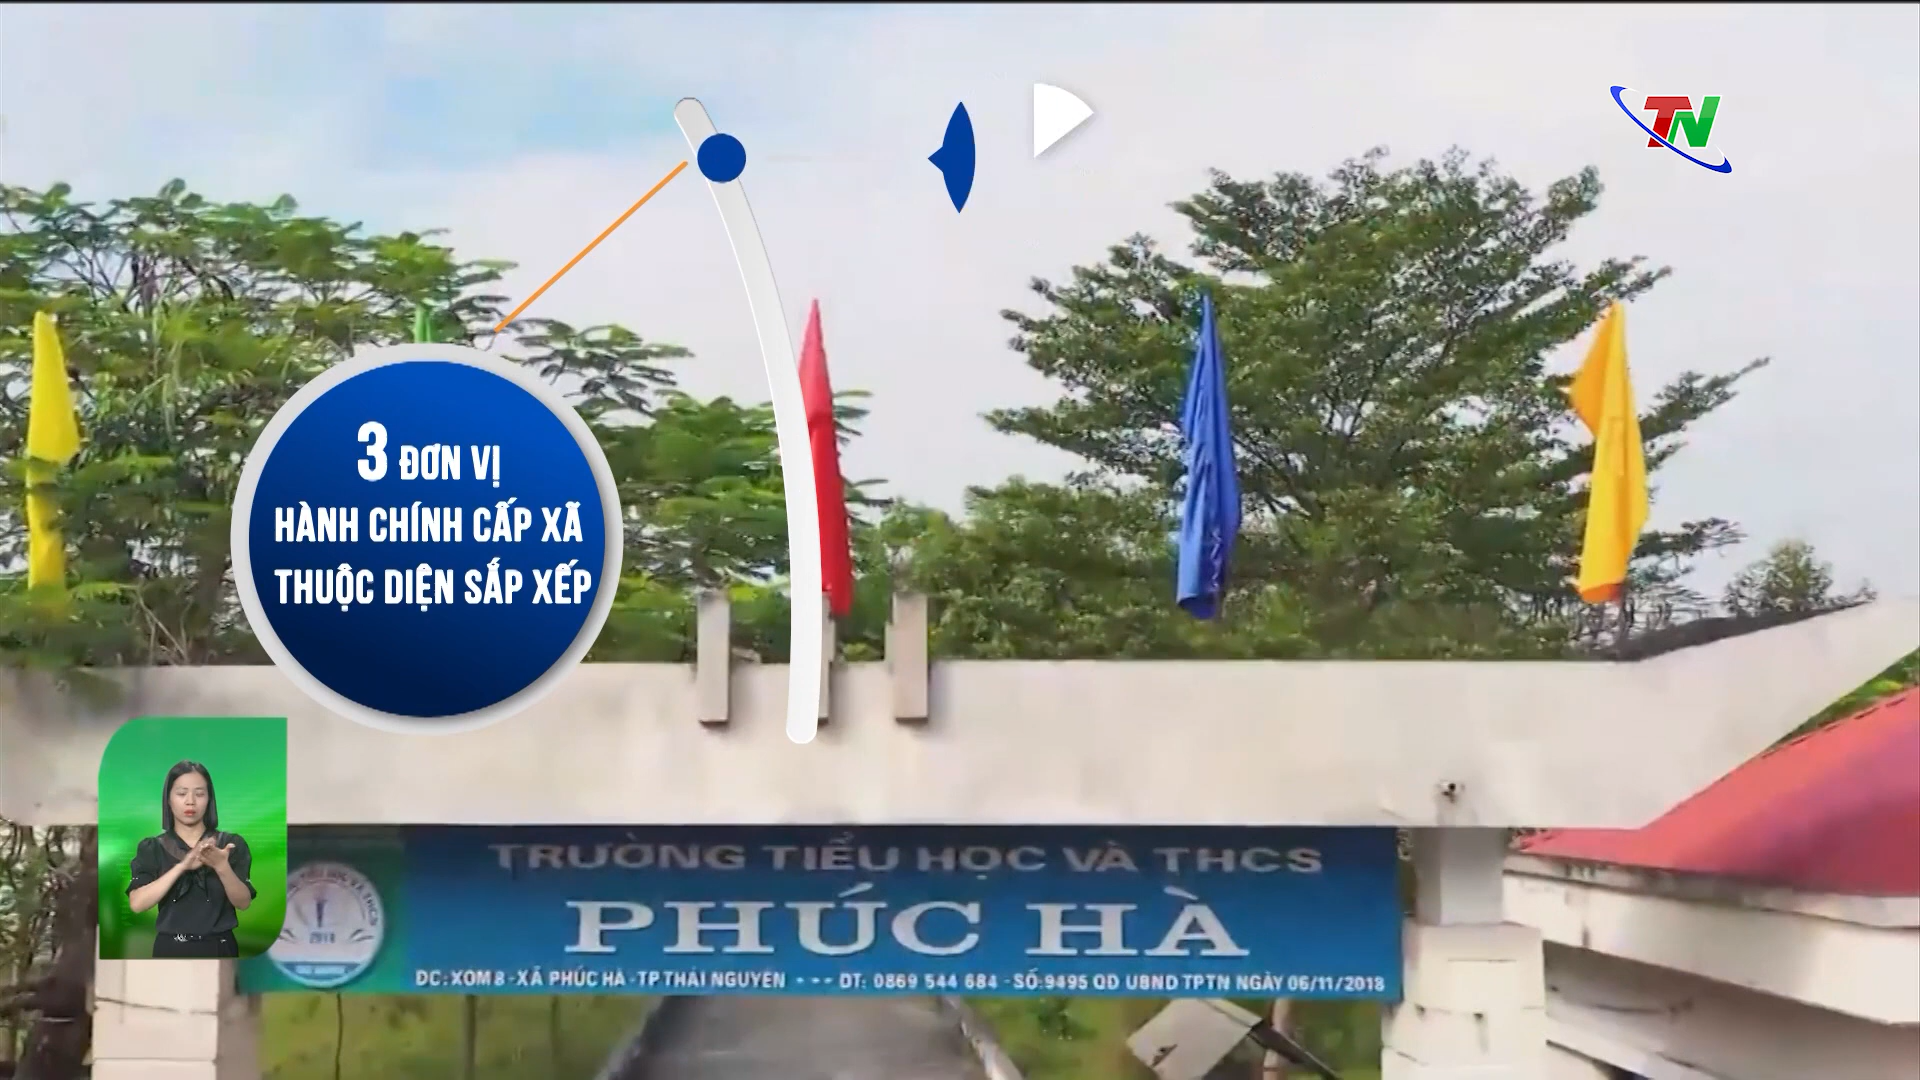 TN
3 ĐƠN VỊ
HÀNH CHÍNH CẤP XÃ
THUỘC DIỆN SẮP XẾP
TRƯỜNG TIỂU HỌC VÀ THCS
PHÚC HÀ
2018
ĐC: XÓM 8 - XÃ PHÚC HÀ - TP THÁI NGUYÊN - - - ĐT: 0869 544 684 - SỐ:9495 QĐ UBND TPTN NGÀY 06/11/2018